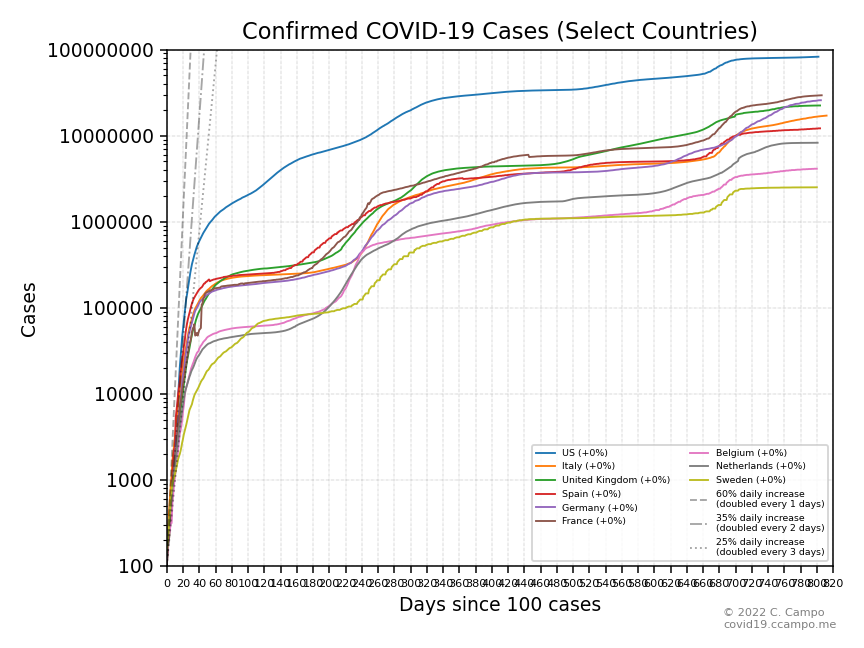 Confirmed COVID-19 Cases (Select Countries)
100000000
10000000
1000000
100000
10000
1000
100
Cases
US (+0%)
Italy (+0%)
United Kingdom (+0%)
Spain (+0%)
Germany (+0%)
France (+0%)
Belgium (+0%)
Netherlands (+0%)
Sweden (+0%)
60% daily increase
(doubled every 1 days)
35% daily increase
(doubled every 2 days)
25% daily increase
(doubled every 3 days)
0 20 40 60 80 100 120 140 160 180 200 220 240 260 280 300 320 340 360 380 400 420 440 460 480 500 520 540 560 580 600 620 640 660 680 700 720 740 760 780 800 820
Days since 100 cases
© 2022 C. Campo
covid19.ccampo.me